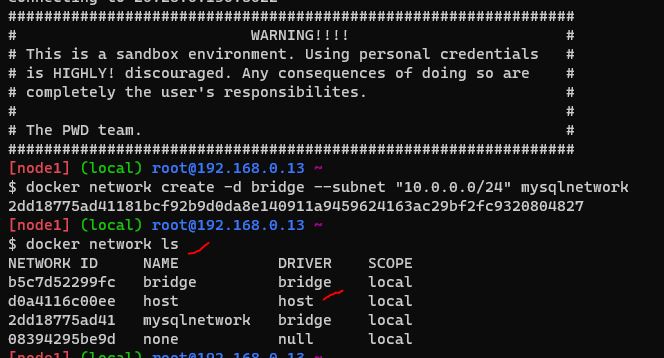 ###############################################################
#                          WARNING!!!!                        #
# This is a sandbox environment. Using personal credentials   #
# is HIGHLY! discouraged. Any consequences of doing so are    #
# completely the user's responsibilites.                      #
#                                                             #
# The PWD team.                                               #
###############################################################
[node1] (local) root@192.168.0.13 ~
$ docker network create -d bridge --subnet "10.0.0.0/24" mysqlnetwork
2dd18775ad41181bcf92b9d0da8e140911a9459624163ac29bf2fc9320804827
[node1] (local) root@192.168.0.13 ~
$ docker network ls
NETWORK ID     NAME           DRIVER    SCOPE
b5c7d52299fc   bridge         bridge    local
d0a4116c00ee   host           host      local
2dd18775ad41   mysqlnetwork   bridge    local
08394295be9d   none           null      local
[node1] (local) root@192.168.0.13 ~